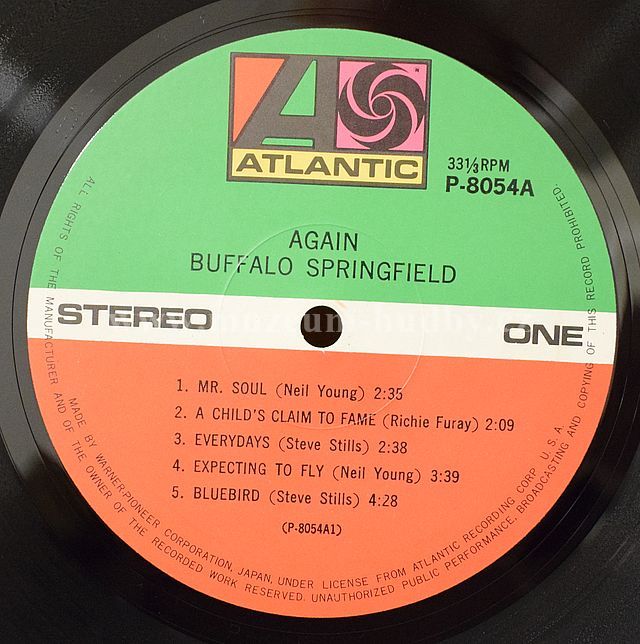 ATLANTIC
33⅓ RPM
P-8054A
AGAIN
BUFFALO SPRINGFIELD
STEREO
ONE
1. MR. SOUL (Neil Young) 2:35
2. A CHILD'S CLAIM TO FAME (Richie Furay) 2:09
3. EVERYDAYS (Steve Stills) 2:38
4. EXPECTING TO FLY (Neil Young) 3:39
5. BLUEBIRD (Steve Stills) 4:28
(P-8054A1)
MADE BY WARNER-PIONEER CORPORATION, JAPAN, UNDER LICENSE FROM ATLANTIC RECORDING CORP. U.S.A.
ALL RIGHTS OF THE MANUFACTURER AND OF THE OWNER OF THE RECORDED WORK RESERVED. UNAUTHORIZED PUBLIC PERFORMANCE, BROADCASTING AND COPYING OF THIS RECORD PROHIBITED.